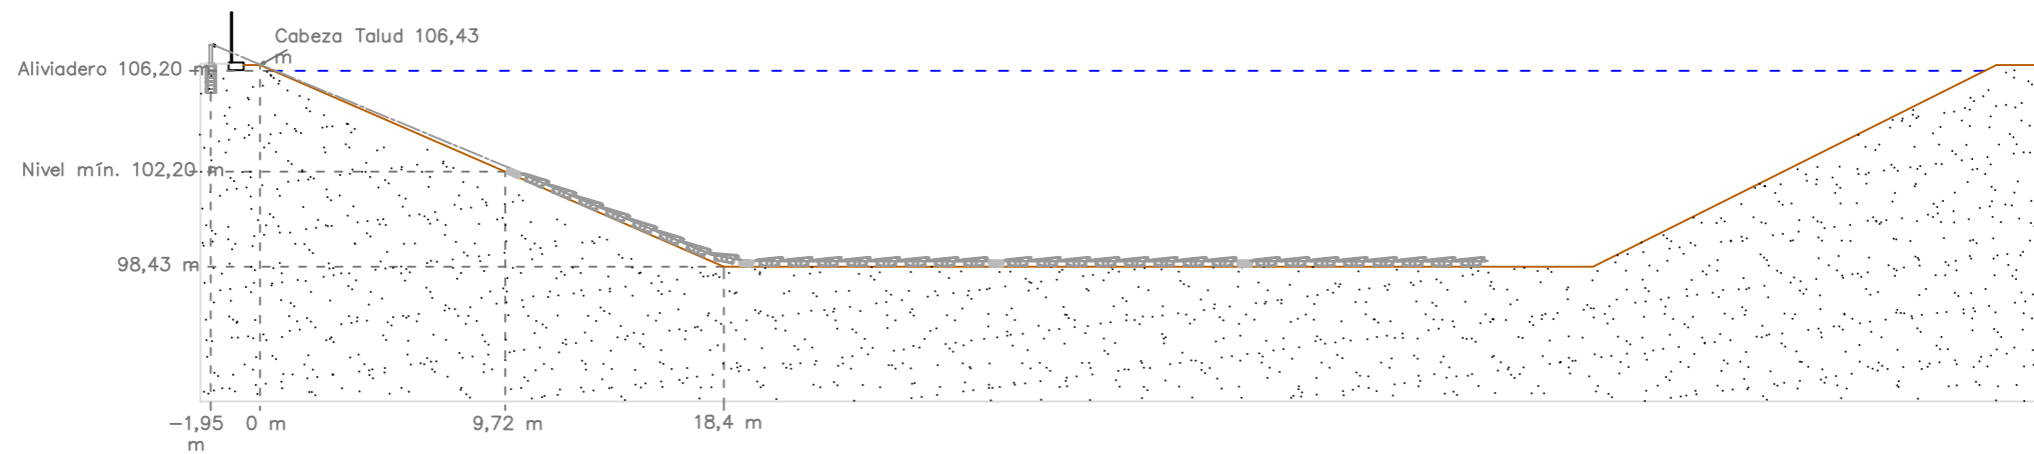 Cabeza Talud 106,43
m
Aliviadero 106,20 m
Nivel mín. 102,20 m
98,43 m
-1,95
m
0 m
9,72 m
18,4 m